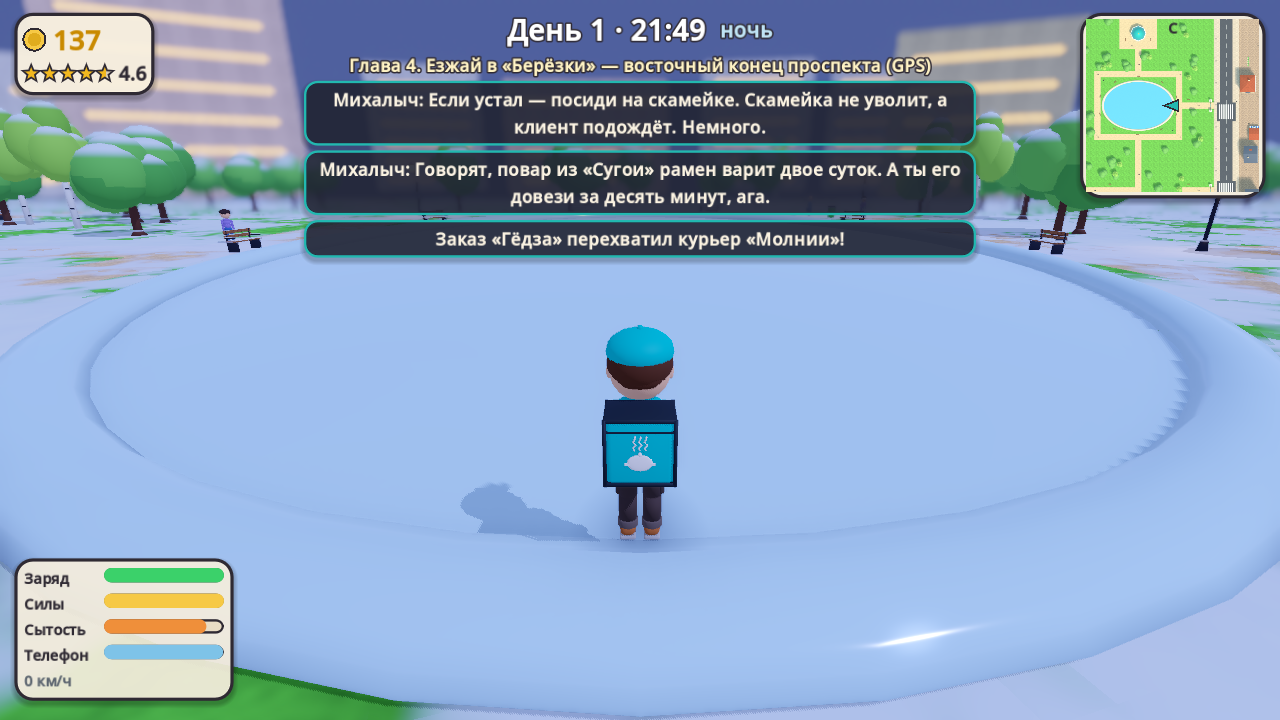 137
4.6
День 1 · 21:49 ночь
Глава 4. Езжай в «Берёзки» — восточный конец проспекта (GPS)
Михалыч: Если устал — посиди на скамейке. Скамейка не уволит, а
клиент подождёт. Немного.
Михалыч: Говорят, повар из «Сугои» рамен варит двое суток. А ты его
довези за десять минут, ага.
Заказ «Гёдза» перехватил курьер «Молнии»!
С
Заряд
Силы
Сытость
Телефон
0 км/ч